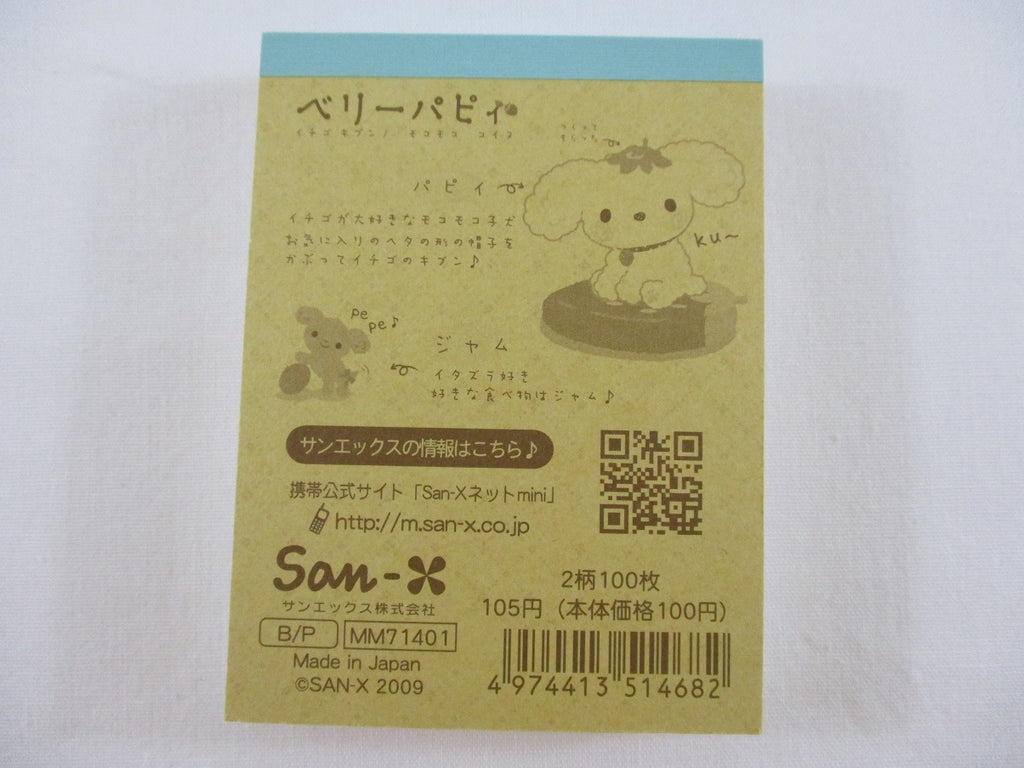 ベリーパピィ
イチゴ キブン♪ モコモコ コイヌ
パピィ
イチゴが大好きなモコモコ子犬
お気に入りのヘタの形の帽子を
かぶってイチゴのキブン♪
KU~
pe
pe♪
ジャム
イタズラ好き
好きな食べ物はジャム♪
サンエックスの情報はこちら♪
携帯公式サイト「San-Xネットmini」
http://m.san-x.co.jp
San-X
サンエックス株式会社
B/P MM71401
Made in Japan
©SAN-X 2009
2柄100枚
105円(本体価格100円)
4 974413 514682